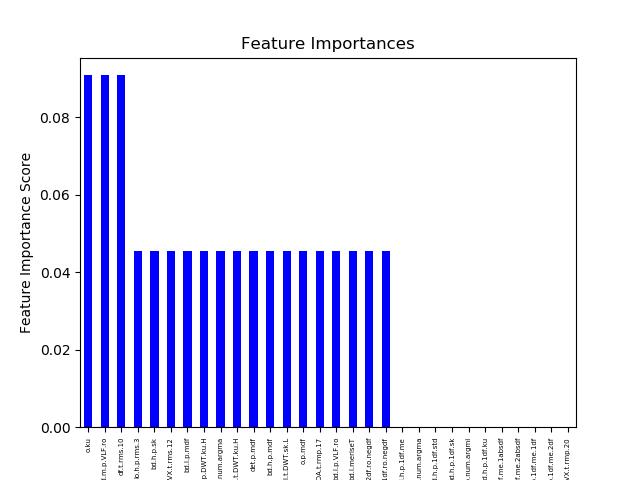 Feature Importances
Feature Importance Score
0.08
0.06
0.04
0.02
0.00
o.ku
t.m.p.VLF.ro
df.t.rms.10
lo.h.p.rms.3
bd.h.p.sk
VX.t.rms.12
bd.l.p.mdf
p.DWT.ku.H
num.argma
.t.DWT.ku.H
det.p.mdf
bd.h.p.mdf
l.t.DWT.sk.L
o.p.mdf
DA.t.rmp.17
bd.l.p.VLF.ro
bd.l.meriseT
2df.ro.negdf
1df.ro.negdf
.h.p.1df.me
.num.argma
d.h.p.1df.std
d.h.p.1df.sk
.num.argmi
d.h.p.1df.ku
f.me.1absdf
f.me.2absdf
.1df.me.1df
.1df.me.2df
VX.t.rmp.20